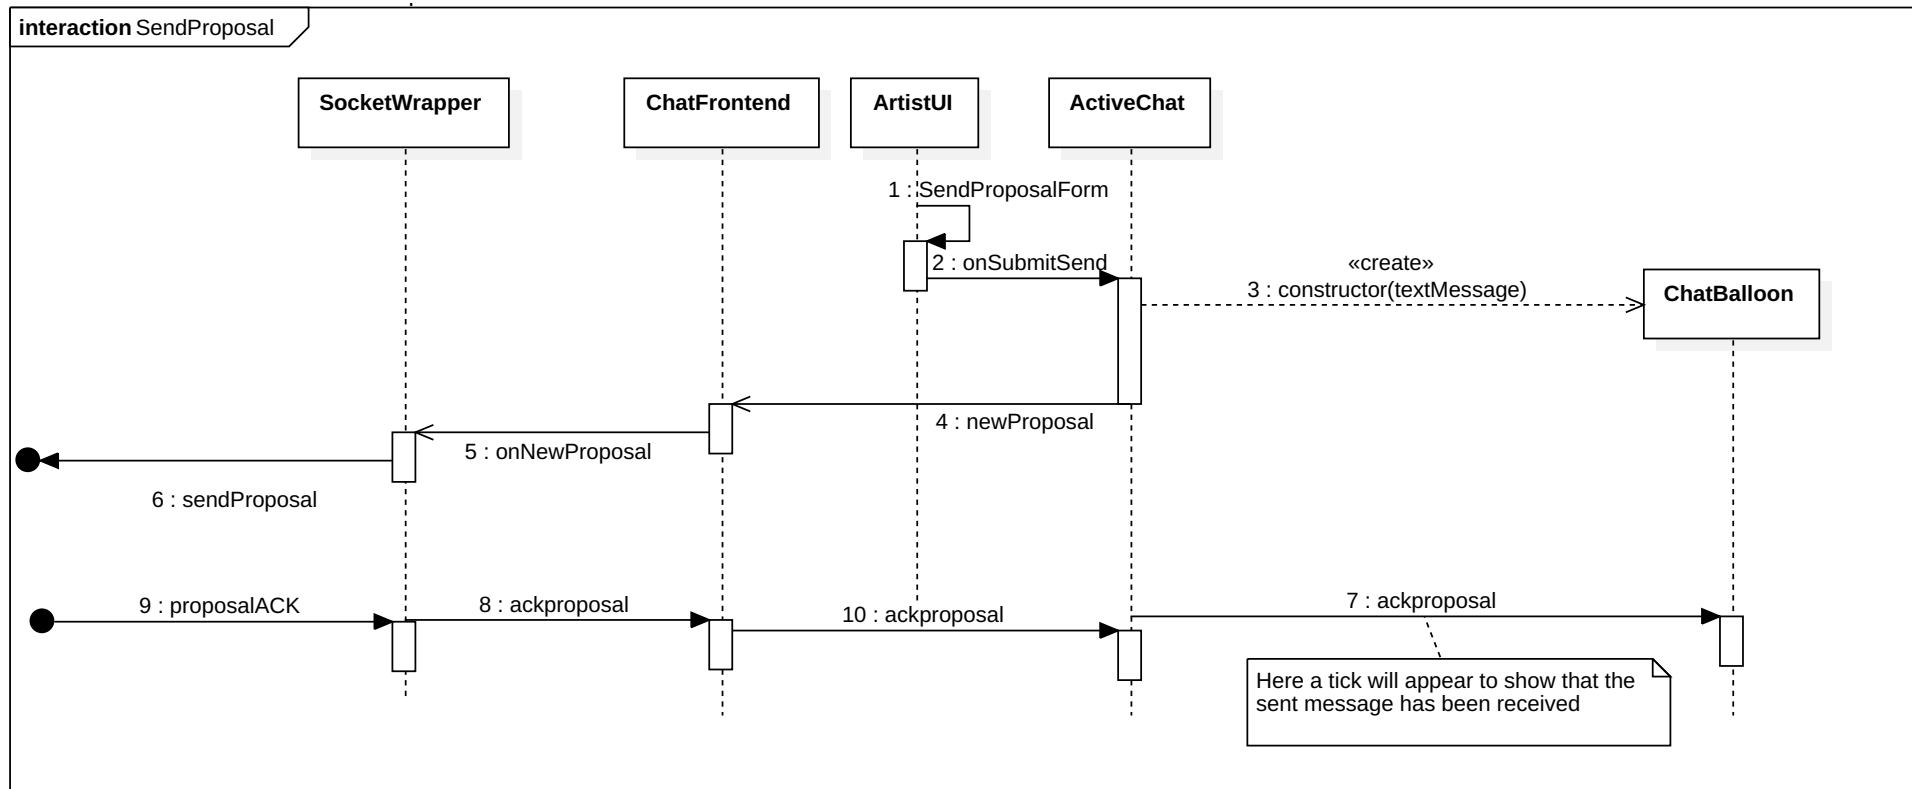 interaction SendProposal
SocketWrapper
ChatFrontend
ArtistUI
ActiveChat
1 : SendProposalForm
2 : onSubmitSend
«create»
3 : constructor(textMessage)
ChatBalloon
4 : newProposal
5 : onNewProposal
6 : sendProposal
9 : proposalACK
8 : ackproposal
10 : ackproposal
7 : ackproposal
Here a tick will appear to show that the
sent message has been received